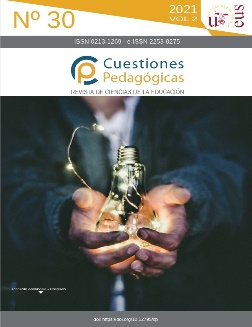 Nº 30
2021
VOL 2
eus
ISSN 0213-1269 - e-ISSN 2253-8275
Cuestiones
Pedagógicas
REVISTA DE CIENCIAS DE LA EDUCACIÓN